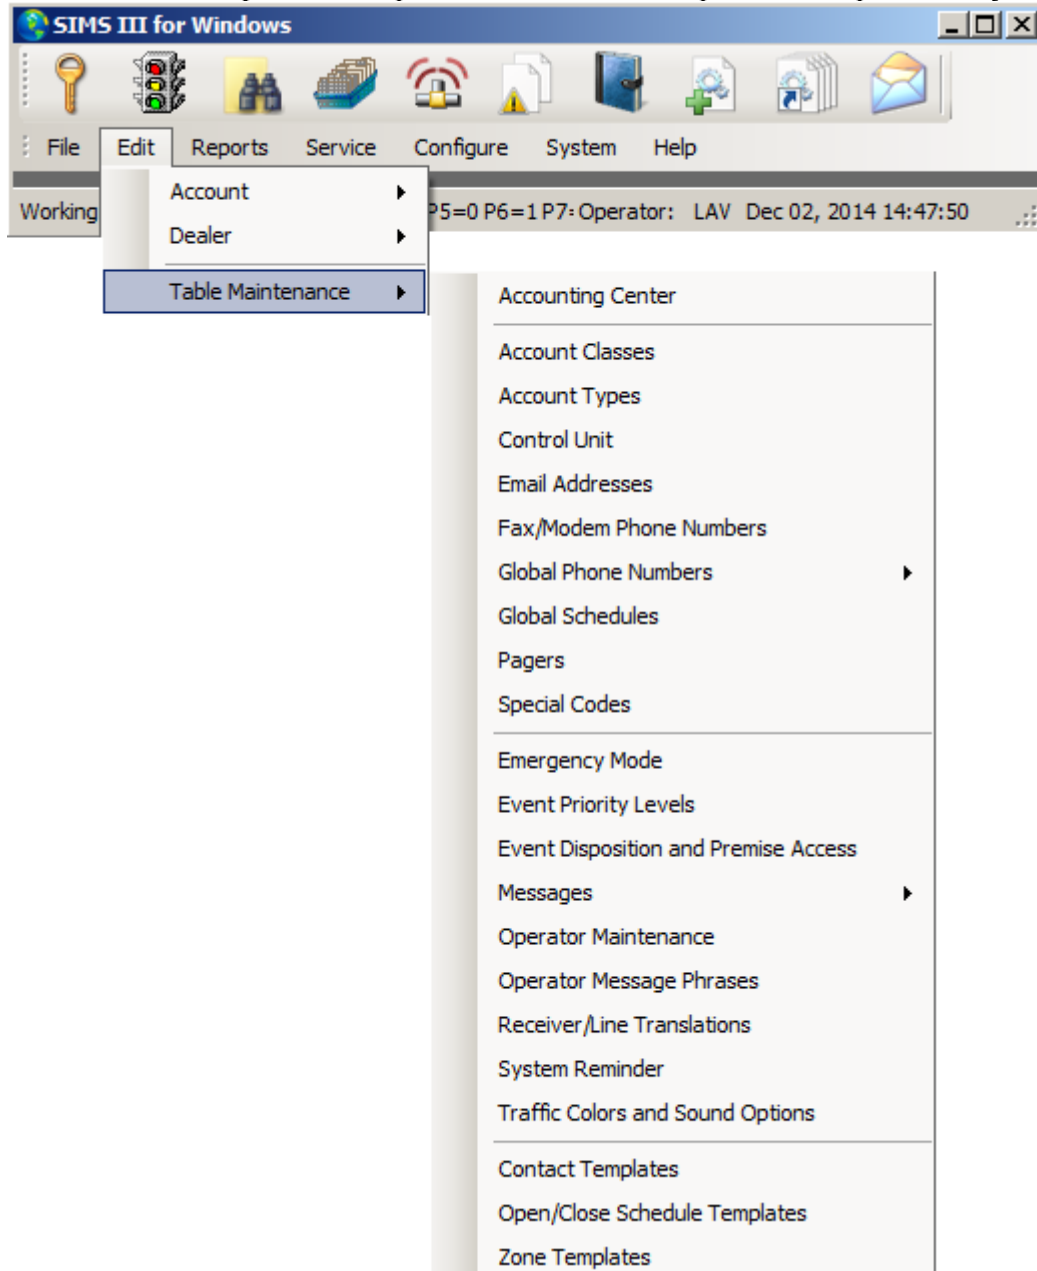 SIMS III for Windows
File Edit Reports Service Configure System Help
Account
Working P5=0 P6=1 P7: Operator: LAV Dec 02, 2014 14:47:50
Dealer
Table Maintenance
Accounting Center
Account Classes
Account Types
Control Unit
Email Addresses
Fax/Modem Phone Numbers
Global Phone Numbers
Global Schedules
Pagers
Special Codes
Emergency Mode
Event Priority Levels
Event Disposition and Premise Access
Messages
Operator Maintenance
Operator Message Phrases
Receiver/Line Translations
System Reminder
Traffic Colors and Sound Options
Contact Templates
Open/Close Schedule Templates
Zone Templates